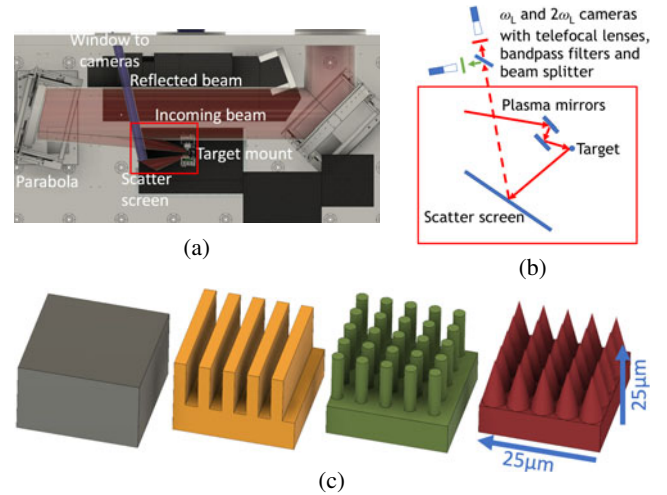 Window to
cameras
Reflected beam
Incoming beam
Target mount
Parabola
Scatter
screen
(a)
ω_L and 2ω_L cameras
with telefocal lenses,
bandpass filters and
beam splitter
Plasma mirrors
Target
Scatter screen
(b)
25μm
25μm
(c)